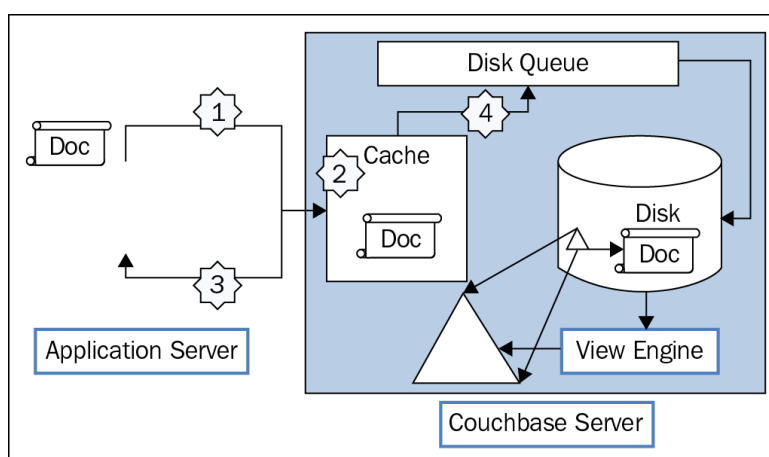 Disk Queue
1
4
Doc
Cache
2
Disk
Doc
Doc
3
Application Server
View Engine
Couchbase Server